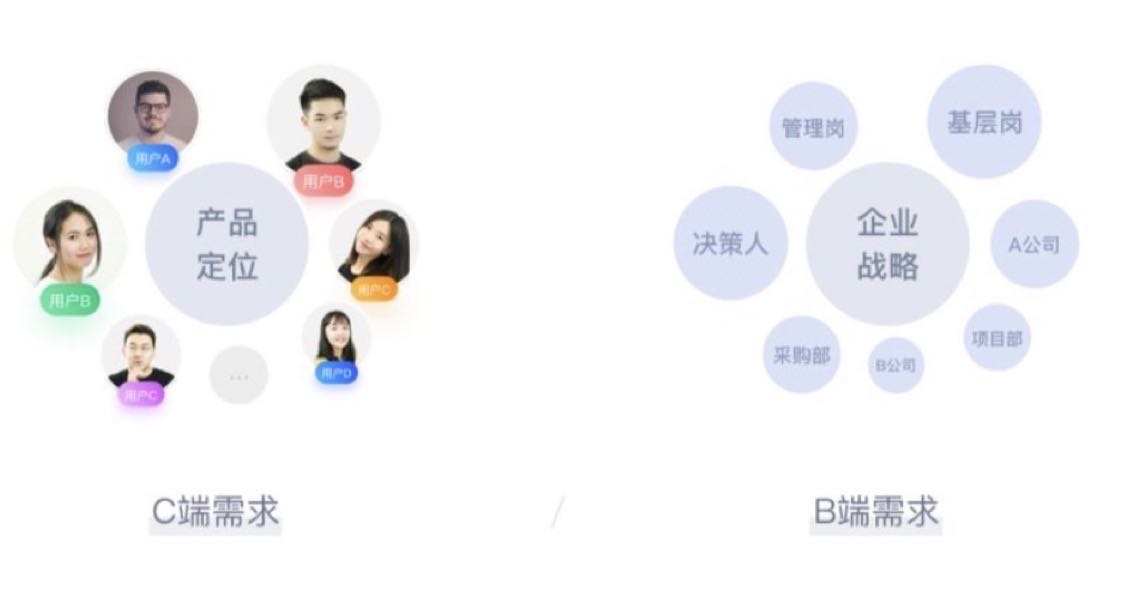 用户A
用户B
产品
定位
用户B
用户C
用户C
...
用户D
C端需求
/
管理岗
基层岗
决策人
企业
战略
A公司
采购部
B公司
项目部
B端需求